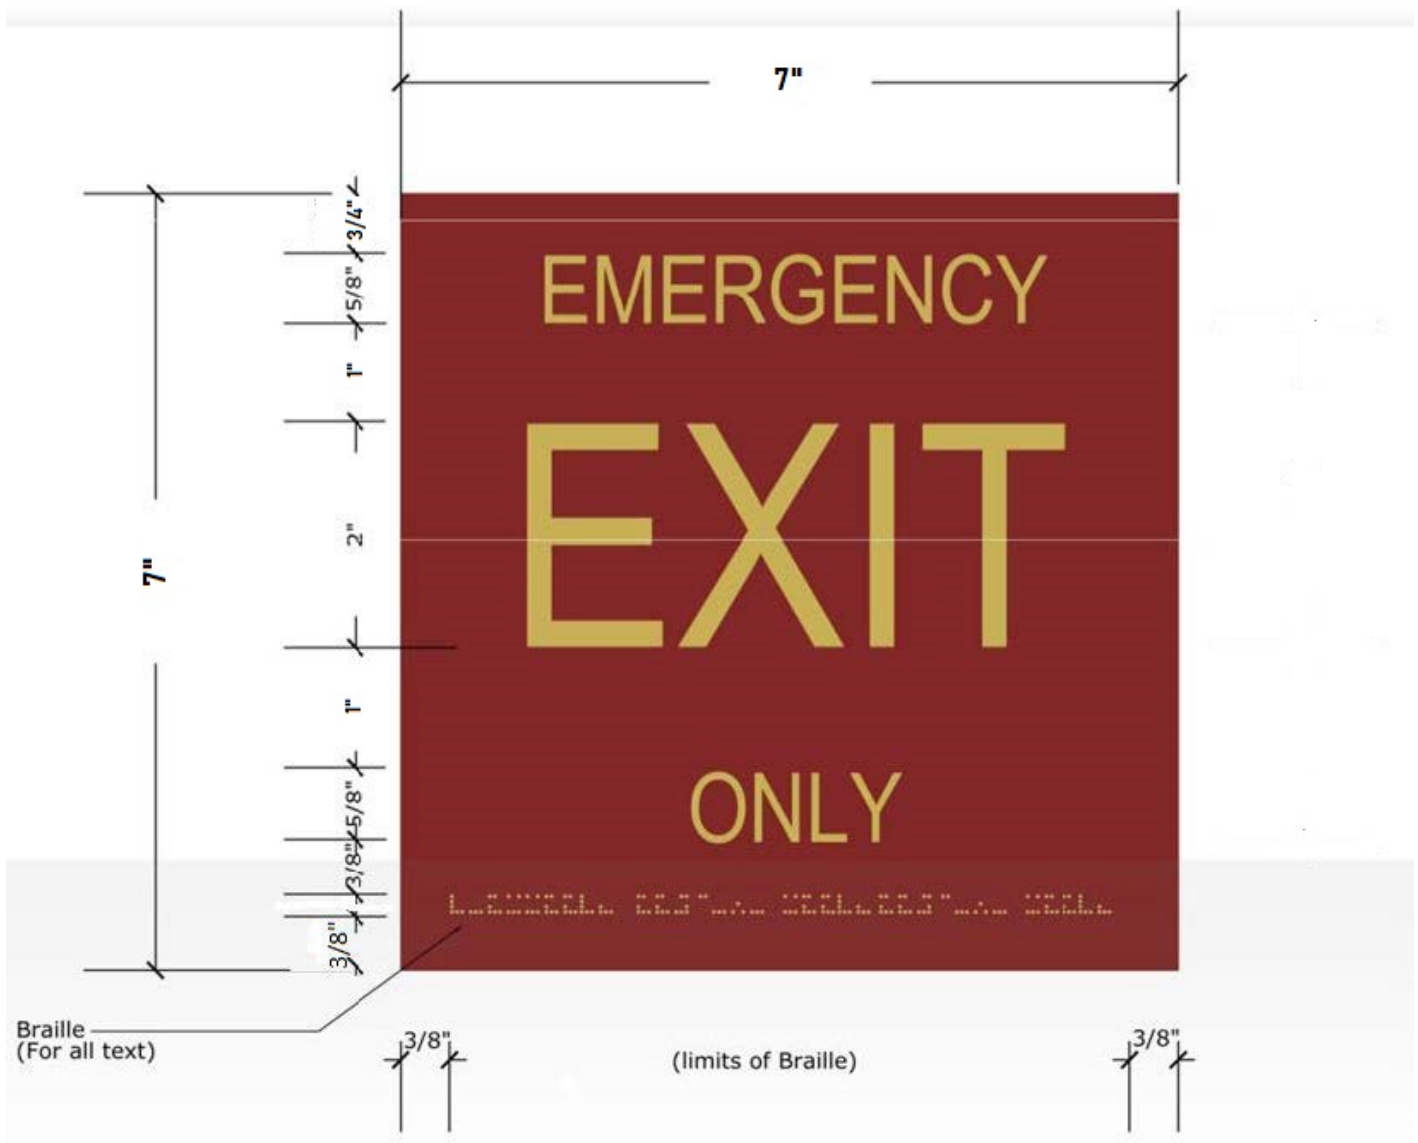 7"
3/4"
EMERGENCY
5/8"
1"
EXIT
2"
7"
1"
ONLY
5/8"
3/8"
3/8"
Braille
(For all text)
3/8"
(limits of Braille)
3/8"